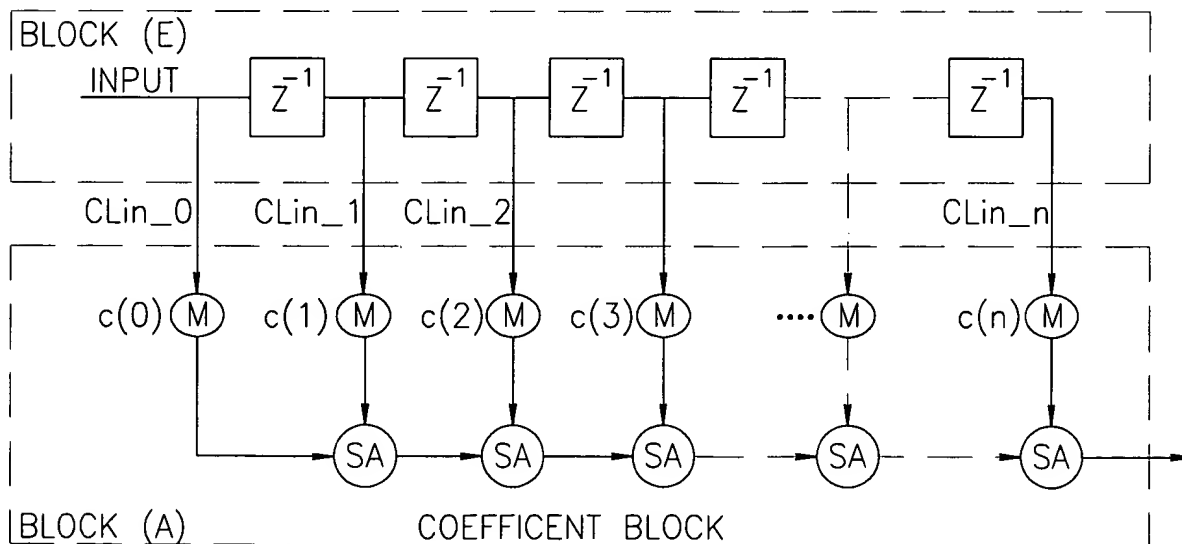 BLOCK (E)
INPUT
Z⁻¹ Z⁻¹ Z⁻¹ Z⁻¹ Z⁻¹
CLin_0 CLin_1 CLin_2 CLin_n
c(0) M c(1) M c(2) M c(3) M .... M c(n) M
SA SA SA SA SA
BLOCK (A) COEFFICENT BLOCK